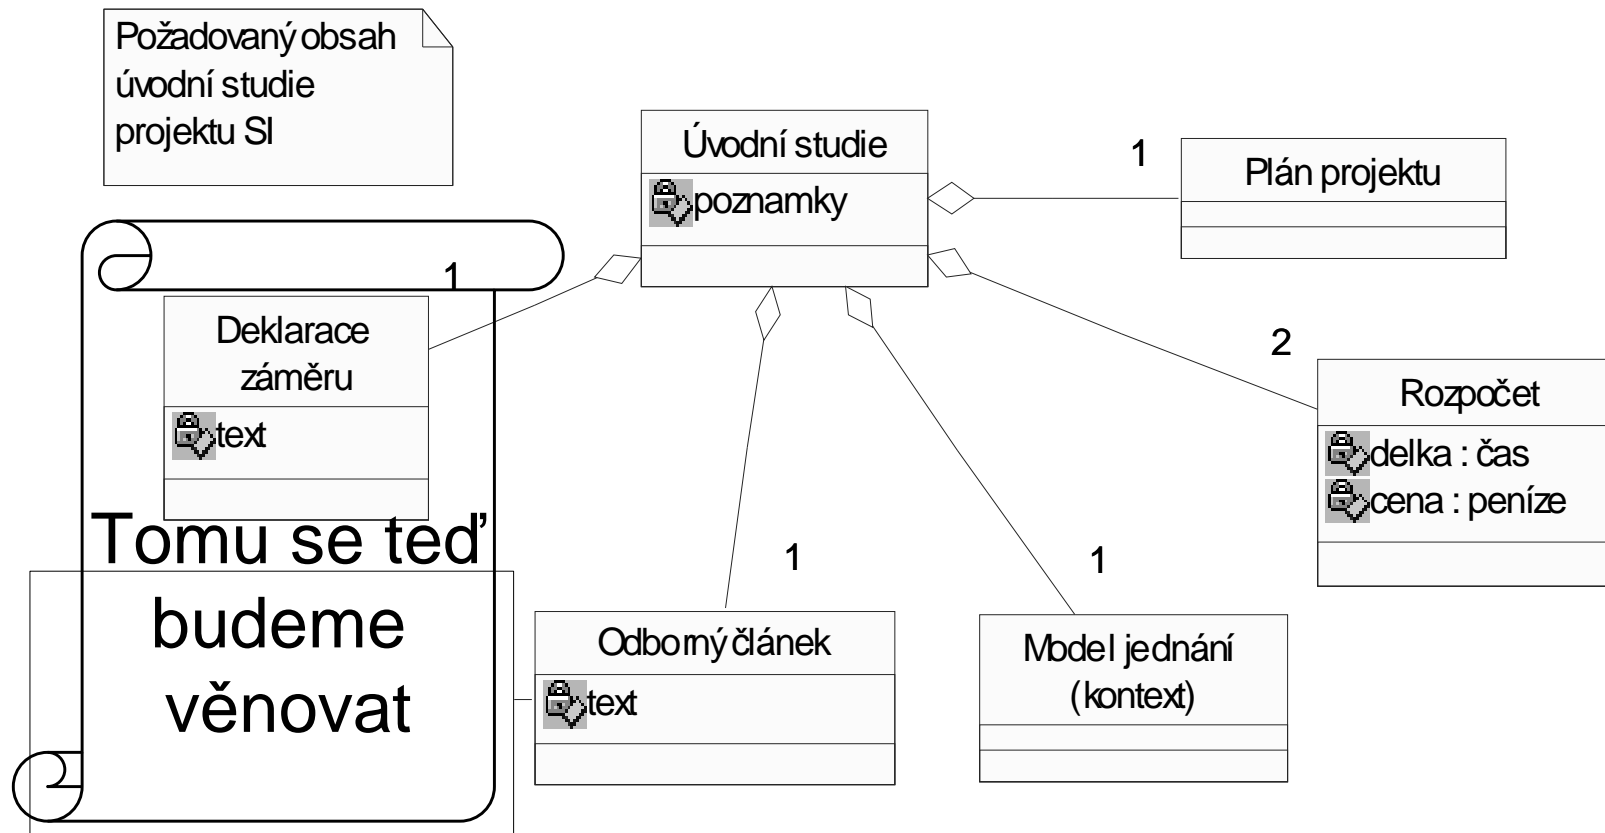 Požadovaný obsah
úvodní studie
projektu SI
Úvodní studie
poznamky
1
Plán projektu
1
Deklarace
záměru
text
2
Rozpočet
delka : čas
cena : peníze
Tomu se teď
budeme
věnovat
1
Odborný článek
text
1
Model jednání
(kontext)